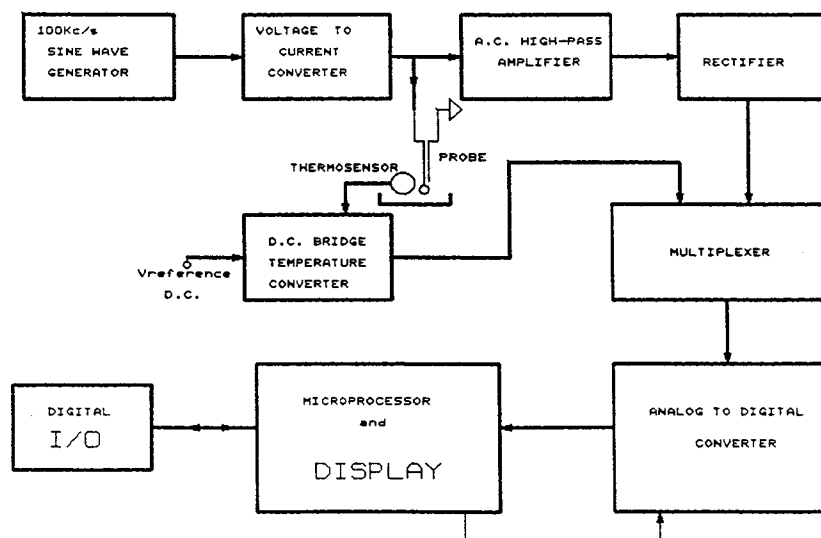 100Kc/s
SINE WAVE
GENERATOR
VOLTAGE TO
CURRENT
CONVERTER
A.C. HIGH-PASS
AMPLIFIER
RECTIFIER
THERMOSENSOR
PROBE
D.C. BRIDGE
TEMPERATURE
CONVERTER
Vreference
D.C.
MULTIPLEXER
DIGITAL
I/O
MICROPROCESSOR
and
DISPLAY
ANALOG TO DIGITAL
CONVERTER